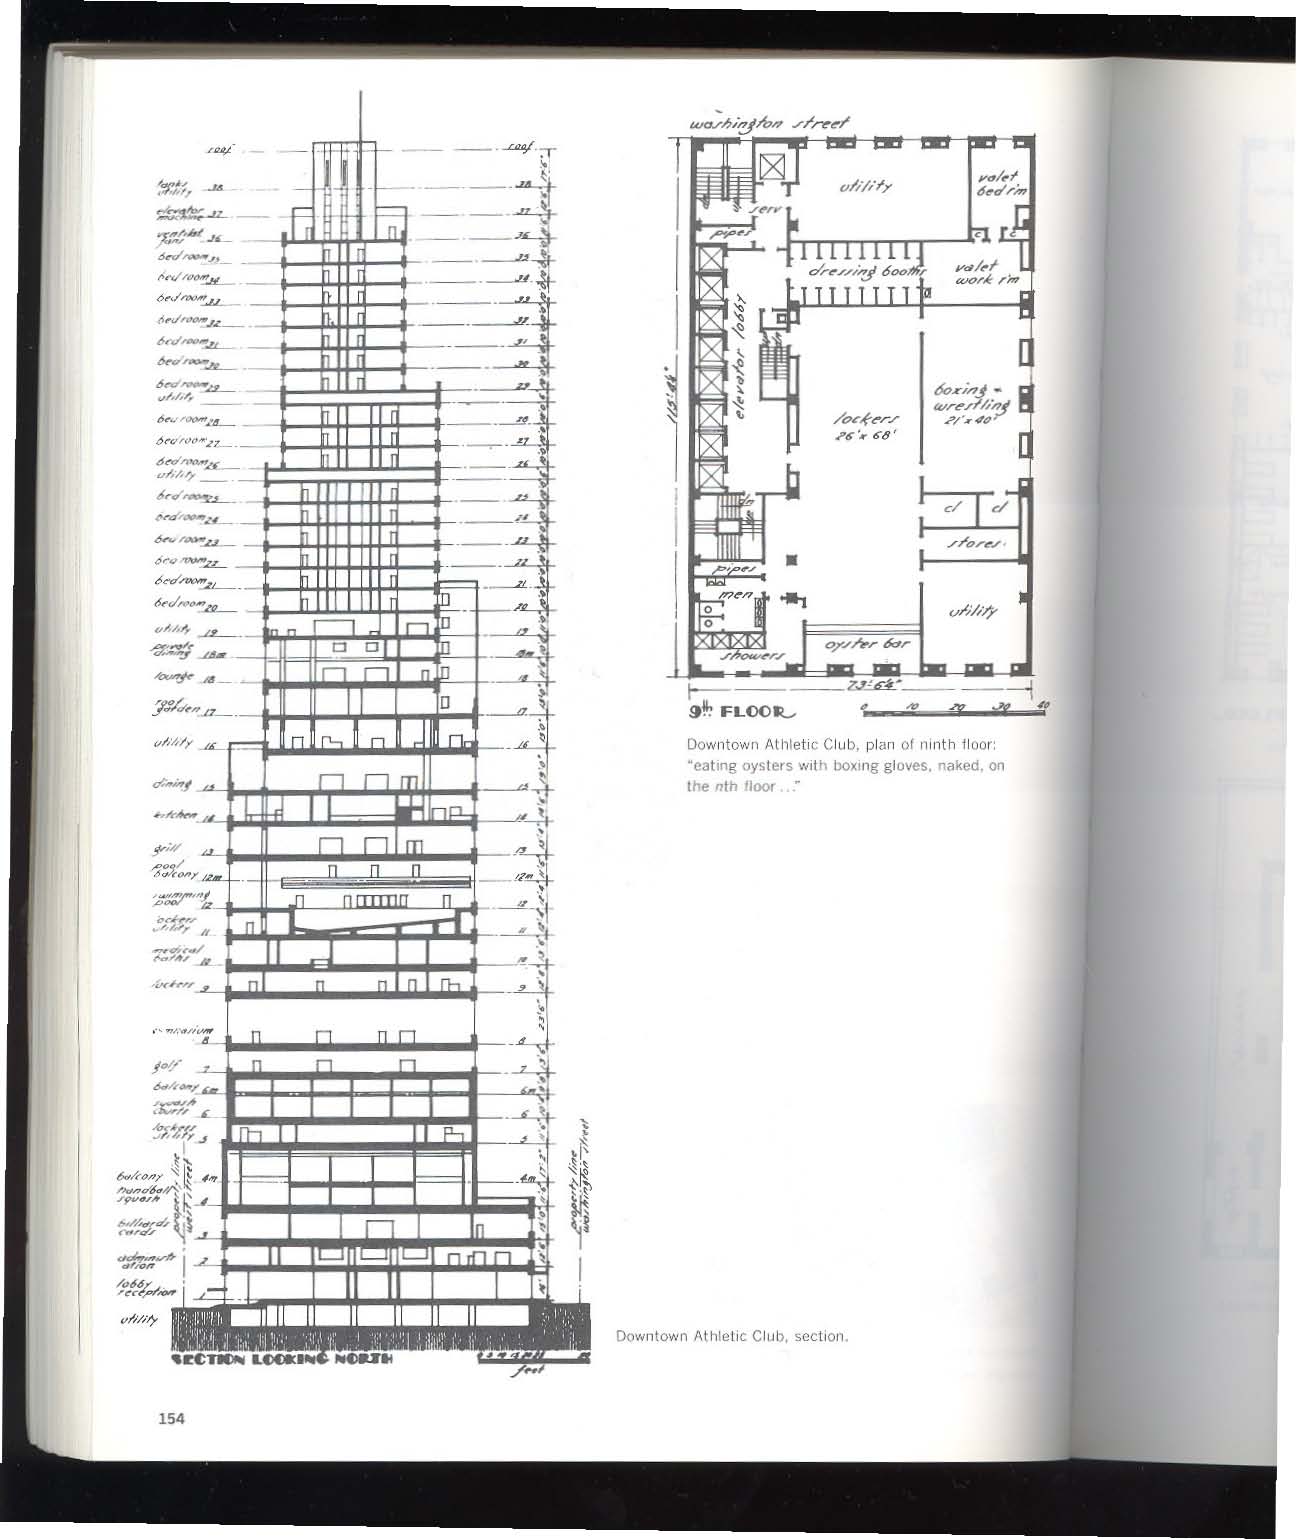 roof roof
tanks
utility 38 38
elevator
machine 37 37
ventilat.
fans 36 36
bed room 35 35
bed room 34 34
bed room 33 33
bed room 32 32
bed room 31 31
bed room 30 30
bed room 29 29
utility
bed room 28 28
bed room 27 27
bed room 26 26
utility
bed room 25 25
bed room 24 24
bed room 23 23
bed room 22 22
bed room 21 21
bed room 20 20
utility 19 19
private
dining 18m 18m
lounge 18 18
roof
garden 17 17
utility 16 16
dining 15 15
kitchen 14 14
grill 13 13
pool
balcony 12m 12m
swimming
pool 12 12
lockers
utility 11 11
medical
baths 10 10
lockers 9 9
gymnasium
8 8
golf 7 7
balcony 6m 6m
squash
courts 6 6
lockers
utility 5 5
balcony 4m 4m
handball
squash 4
billiards
cards 3
administr
ation 2
lobby
reception 1
utility
property line
west street
property line
washington street
SECTION LOOKING NORTH
feet
washington street
utility
valet
bed r'm
dn
up
serv
pipes
c c
dressing booths
valet
work r'm
elevator lobby
up
dn
lockers
26' x 68'
boxing +
wrestling
21' x 40'
dn
up
cl cl
stores
pipes
men
utility
oyster bar
showers
73'-6¼"
9th FLOOR
0 10 20 30 40
Downtown Athletic Club, plan of ninth floor:
“eating oysters with boxing gloves, naked, on
the nth floor ...”
Downtown Athletic Club, section.
154